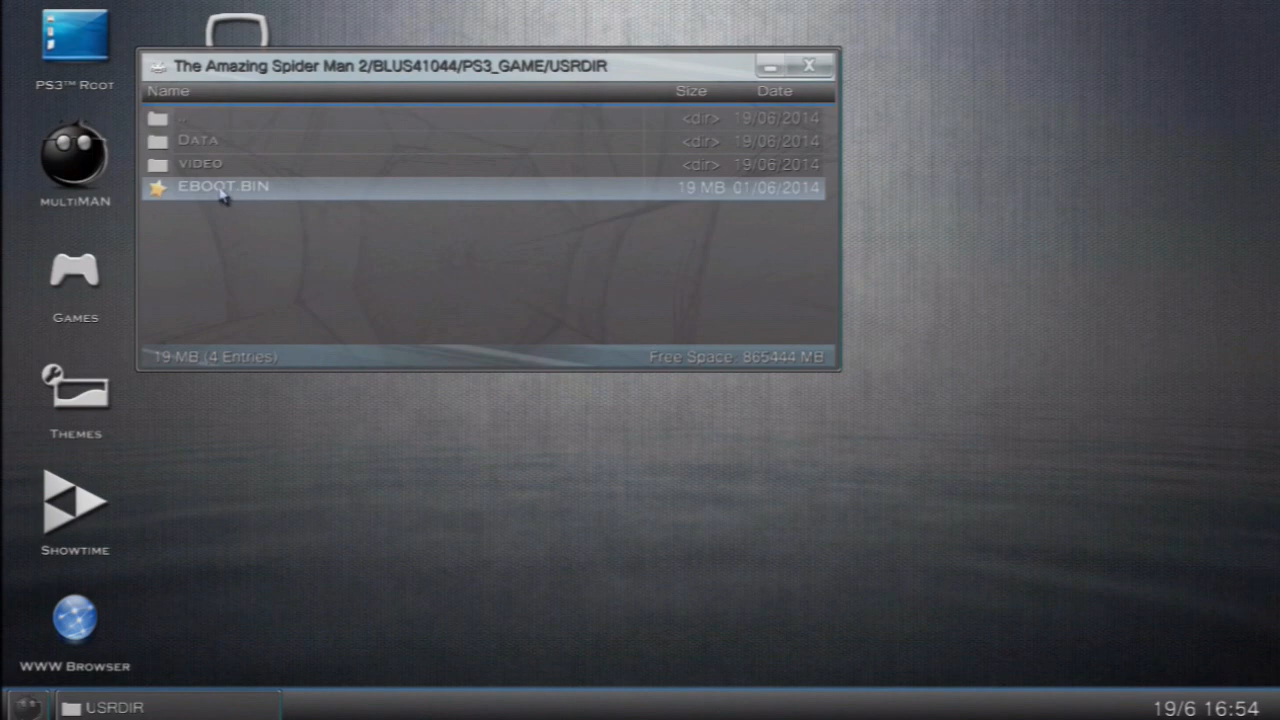 PS3™ Root
multiMAN
Games
Themes
Showtime
WWW Browser
The Amazing Spider Man 2/BLUS41044/PS3_GAME/USRDIR
Name Size Date
.. <dir> 19/06/2014
Data <dir> 19/06/2014
video <dir> 19/06/2014
EBOOT.BIN 19 MB 01/06/2014
19 MB (4 Entries) Free Space: 865444 MB
USRDIR
19/6 16:54